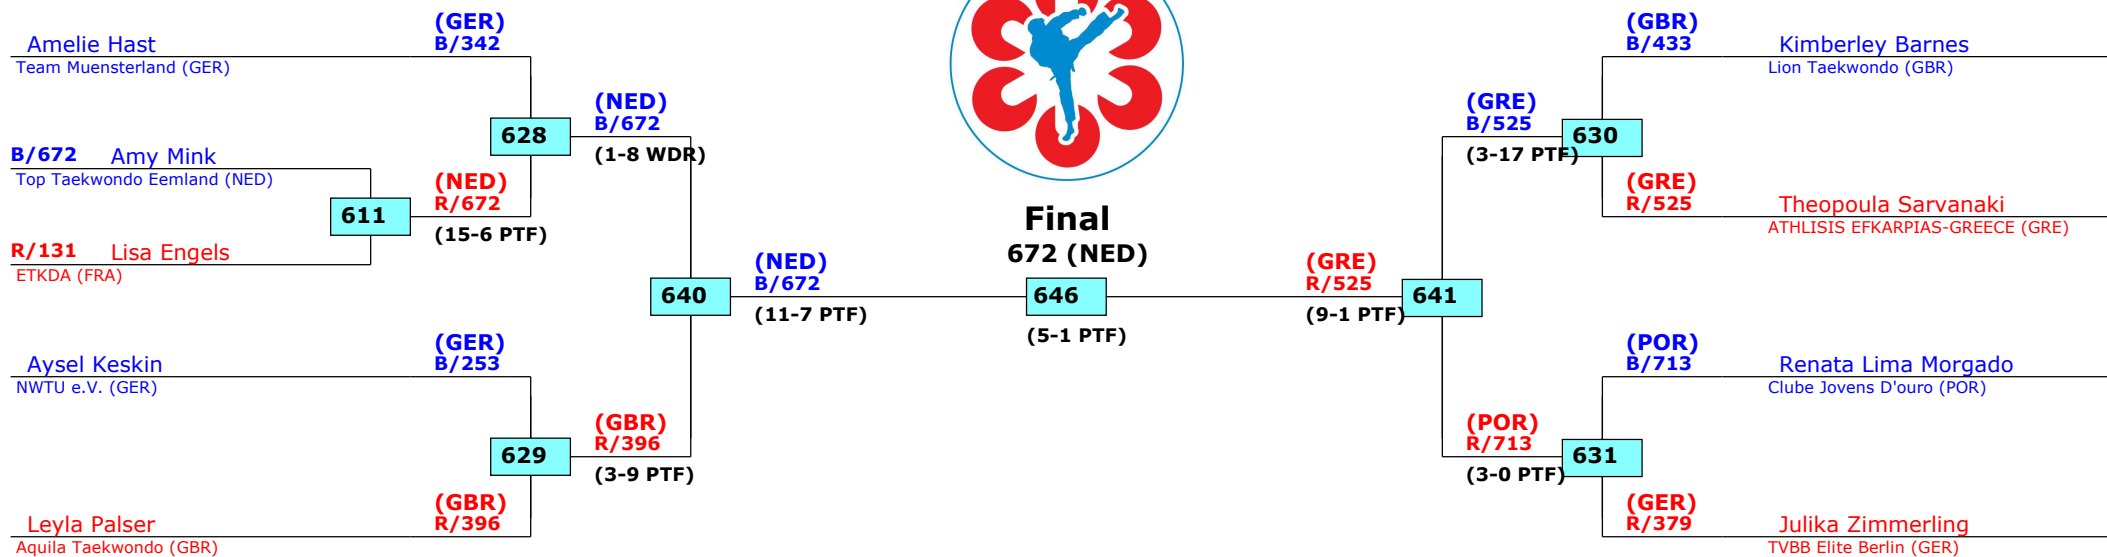 (GER)
B/342
Amelie Hast
Team Muensterland (GER)
B/672 Amy Mink
Top Taekwondo Eemland (NED)
R/131 Lisa Engels
ETKDA (FRA)
611
(NED)
R/672
(15-6 PTF)
628
(NED)
B/672
(1-8 WDR)
(GER)
B/253
Aysel Keskin
NWTU e.V. (GER)
629
(GBR)
R/396
(3-9 PTF)
(GBR)
R/396
Leyla Palser
Aquila Taekwondo (GBR)
640
(NED)
B/672
(11-7 PTF)
Final
672 (NED)
646
(5-1 PTF)
(GRE)
R/525
(9-1 PTF)
641
(GRE)
B/525
(3-17 PTF)
630
(GBR)
B/433
Kimberley Barnes
Lion Taekwondo (GBR)
(GRE)
R/525
Theopoula Sarvanaki
ATHLISIS EFKARPIAS-GREECE (GRE)
(POR)
R/713
(3-0 PTF)
631
(POR)
B/713
Renata Lima Morgado
Clube Jovens D'ouro (POR)
(GER)
R/379
Julika Zimmerling
TVBB Elite Berlin (GER)